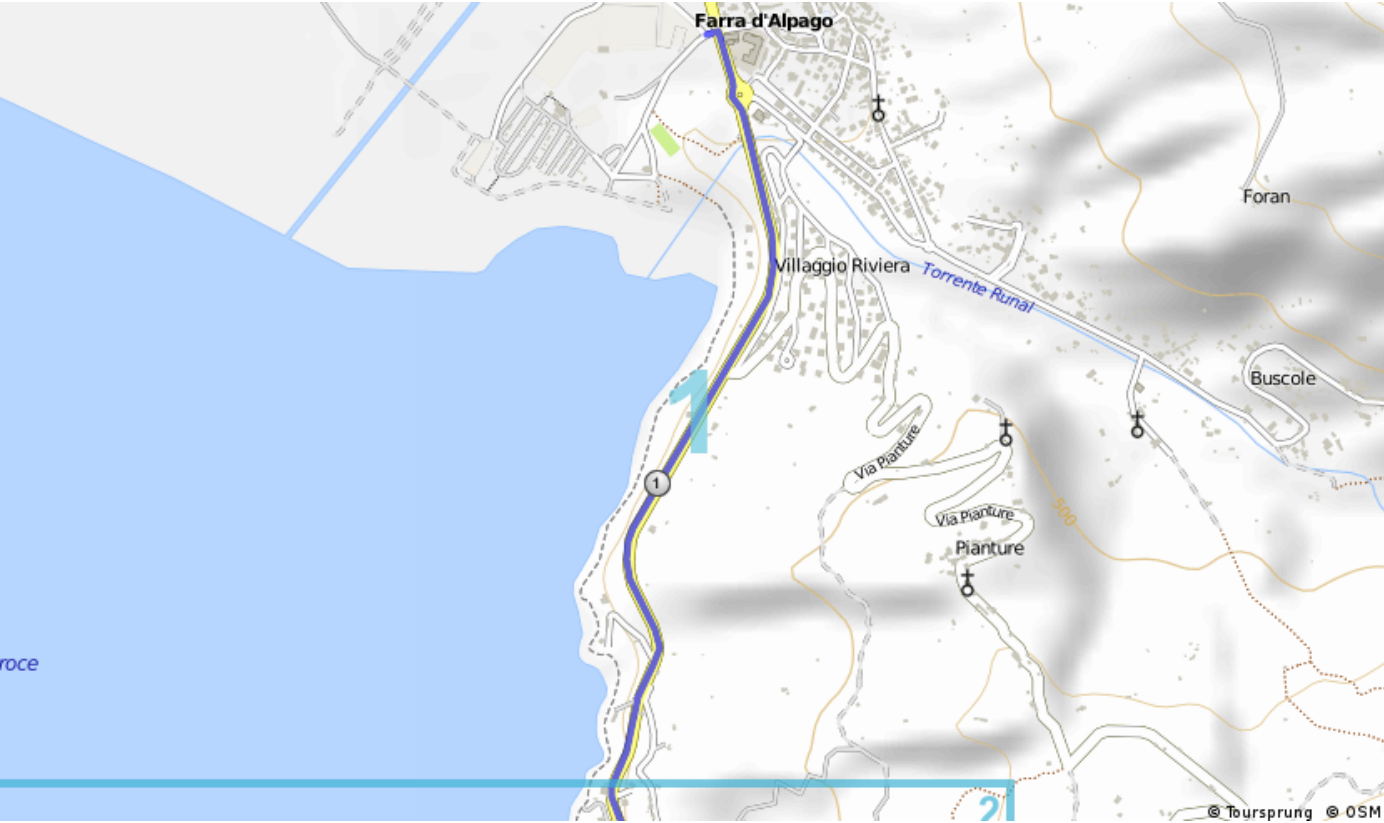 Farra d'Alpago
Foran
Villaggio Riviera
Torrente Runal
Buscole
1
Via Pianture
1
500
Via Pianture
Pianture
roce
2
© Toursprung © OSM